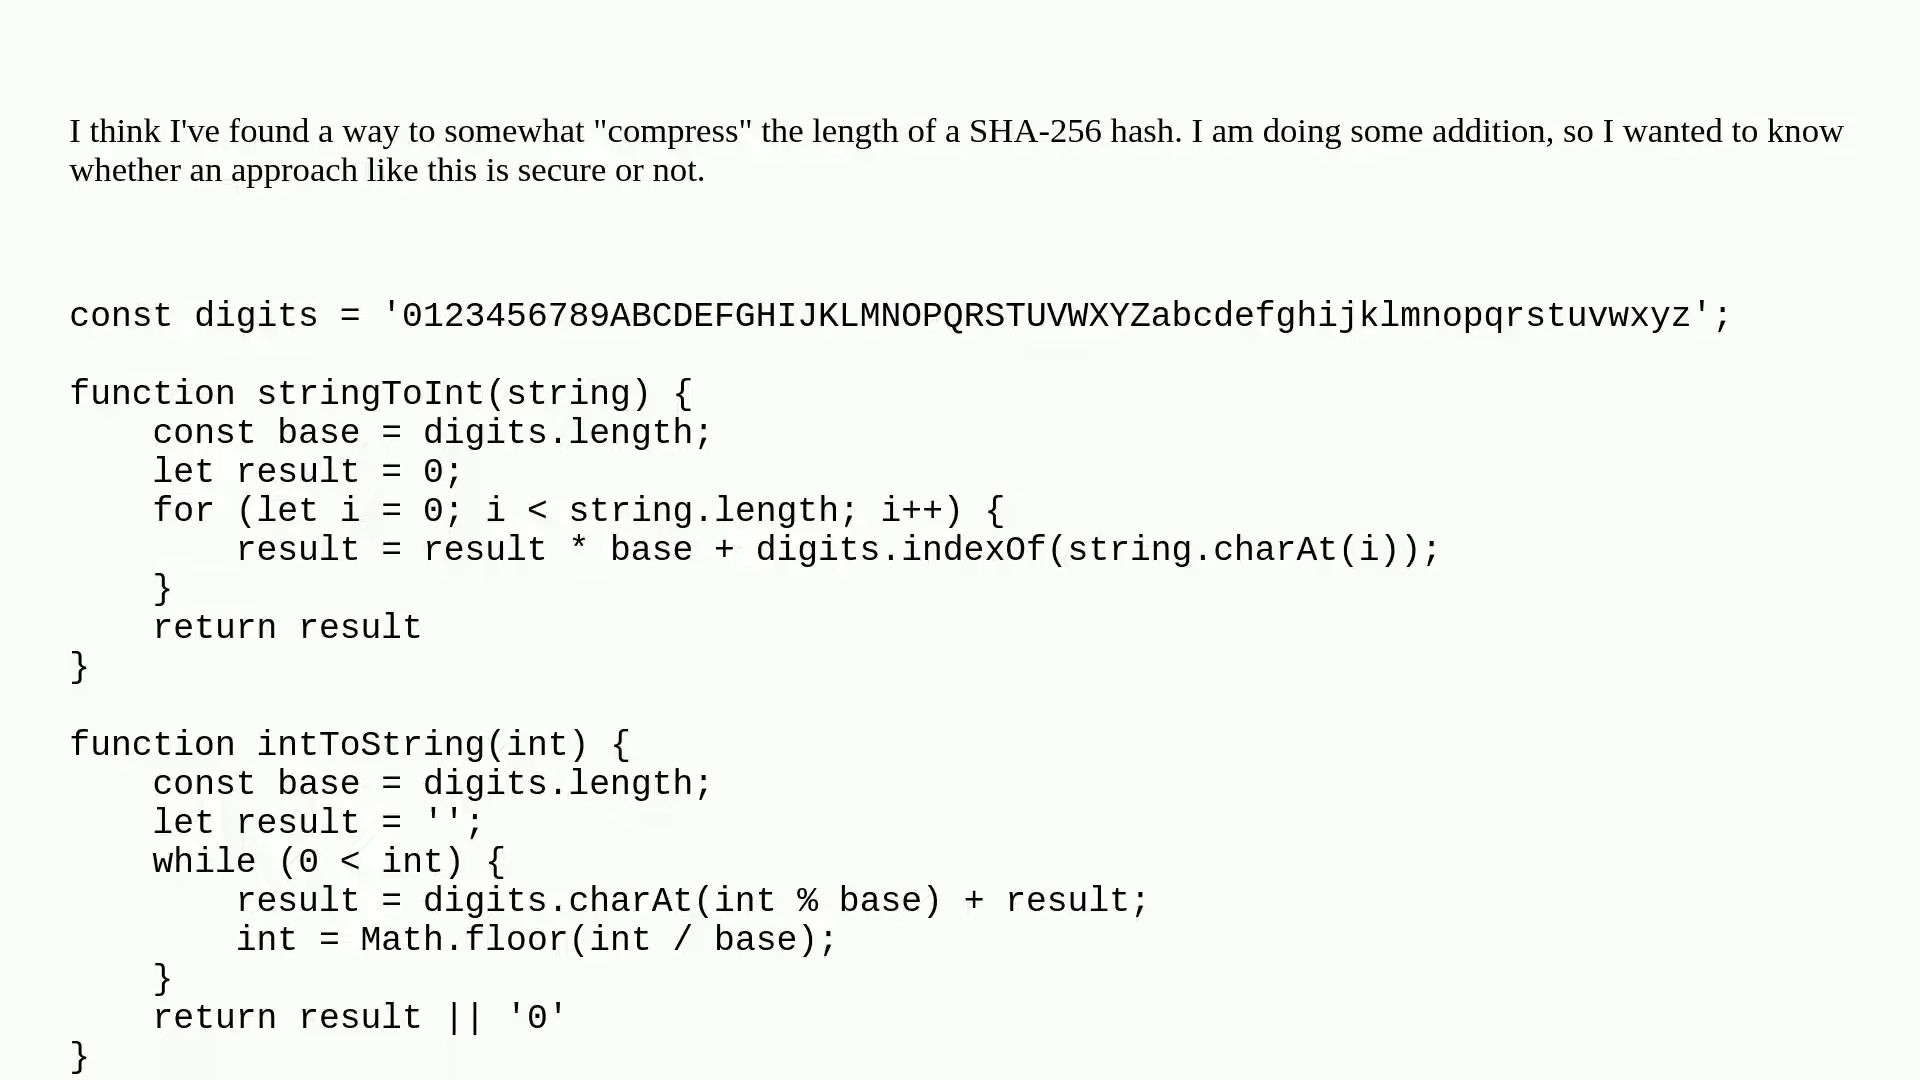 I think I've found a way to somewhat "compress" the length of a SHA-256 hash. I am doing some addition, so I wanted to know
whether an approach like this is secure or not.
const digits = '0123456789ABCDEFGHIJKLMNOPQRSTUVWXYZabcdefghijklmnopqrstuvwxyz';
function stringToInt(string) {
    const base = digits.length;
    let result = 0;
    for (let i = 0; i < string.length; i++) {
        result = result * base + digits.indexOf(string.charAt(i));
    }
    return result
}
function intToString(int) {
    const base = digits.length;
    let result = '';
    while (0 < int) {
        result = digits.charAt(int % base) + result;
        int = Math.floor(int / base);
    }
    return result || '0'
}